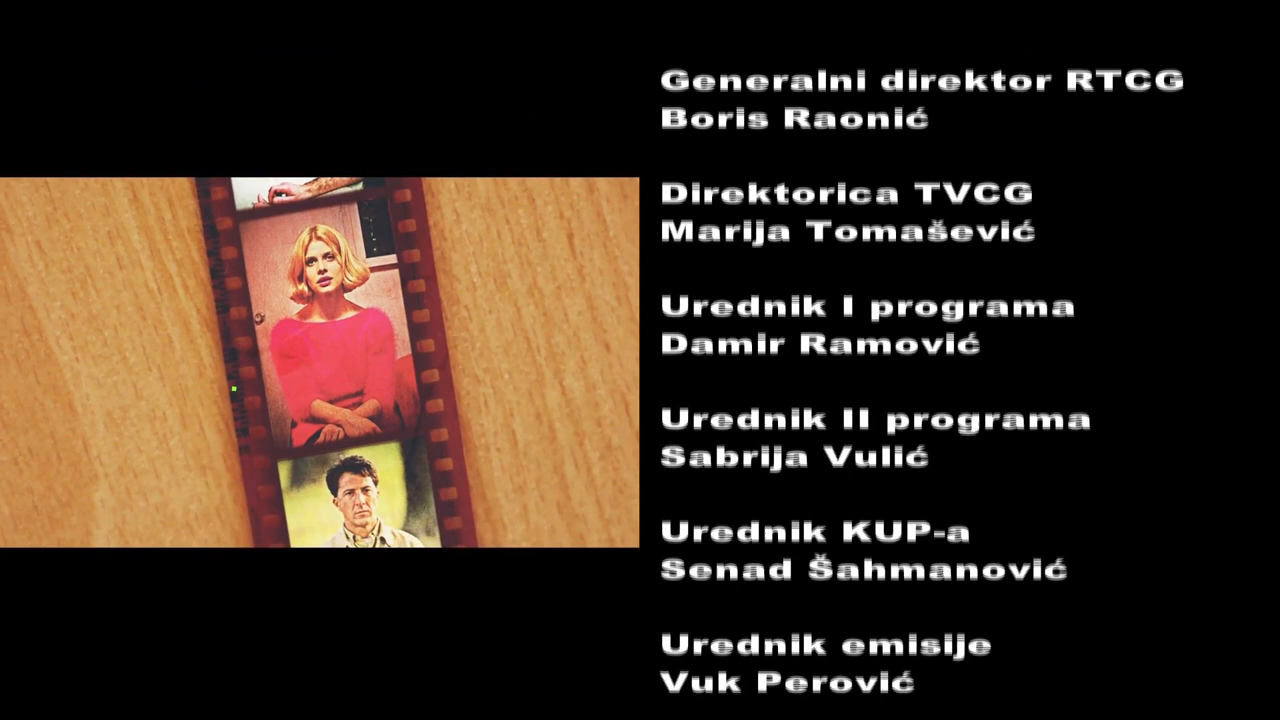 Generalni direktor RTCG
Boris Raonić
Direktorica TVCG
Marija Tomašević
Urednik I programa
Damir Ramović
Urednik II programa
Sabrija Vulić
Urednik KUP-a
Senad Šahmanović
Urednik emisije
Vuk Perović